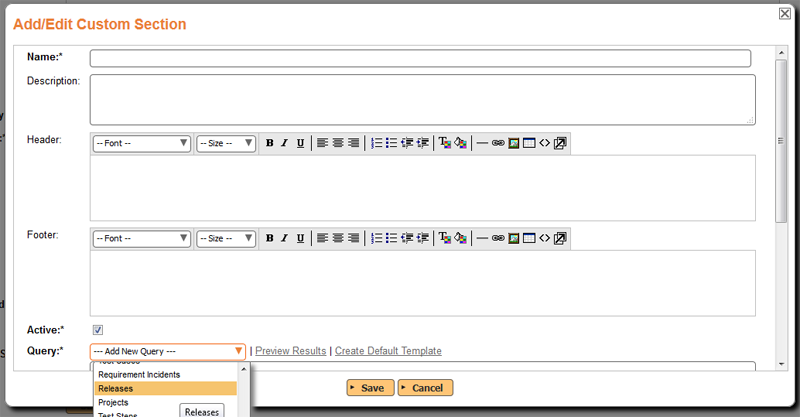 Add/Edit Custom Section
Name:*
Description:
Header:
-- Font -- -- Size -- B I U
Footer:
-- Font -- -- Size -- B I U
Active:*
Query:* --- Add New Query --- | Preview Results | Create Default Template
Requirement Incidents
Releases
Projects
Test Steps
Releases
Save Cancel